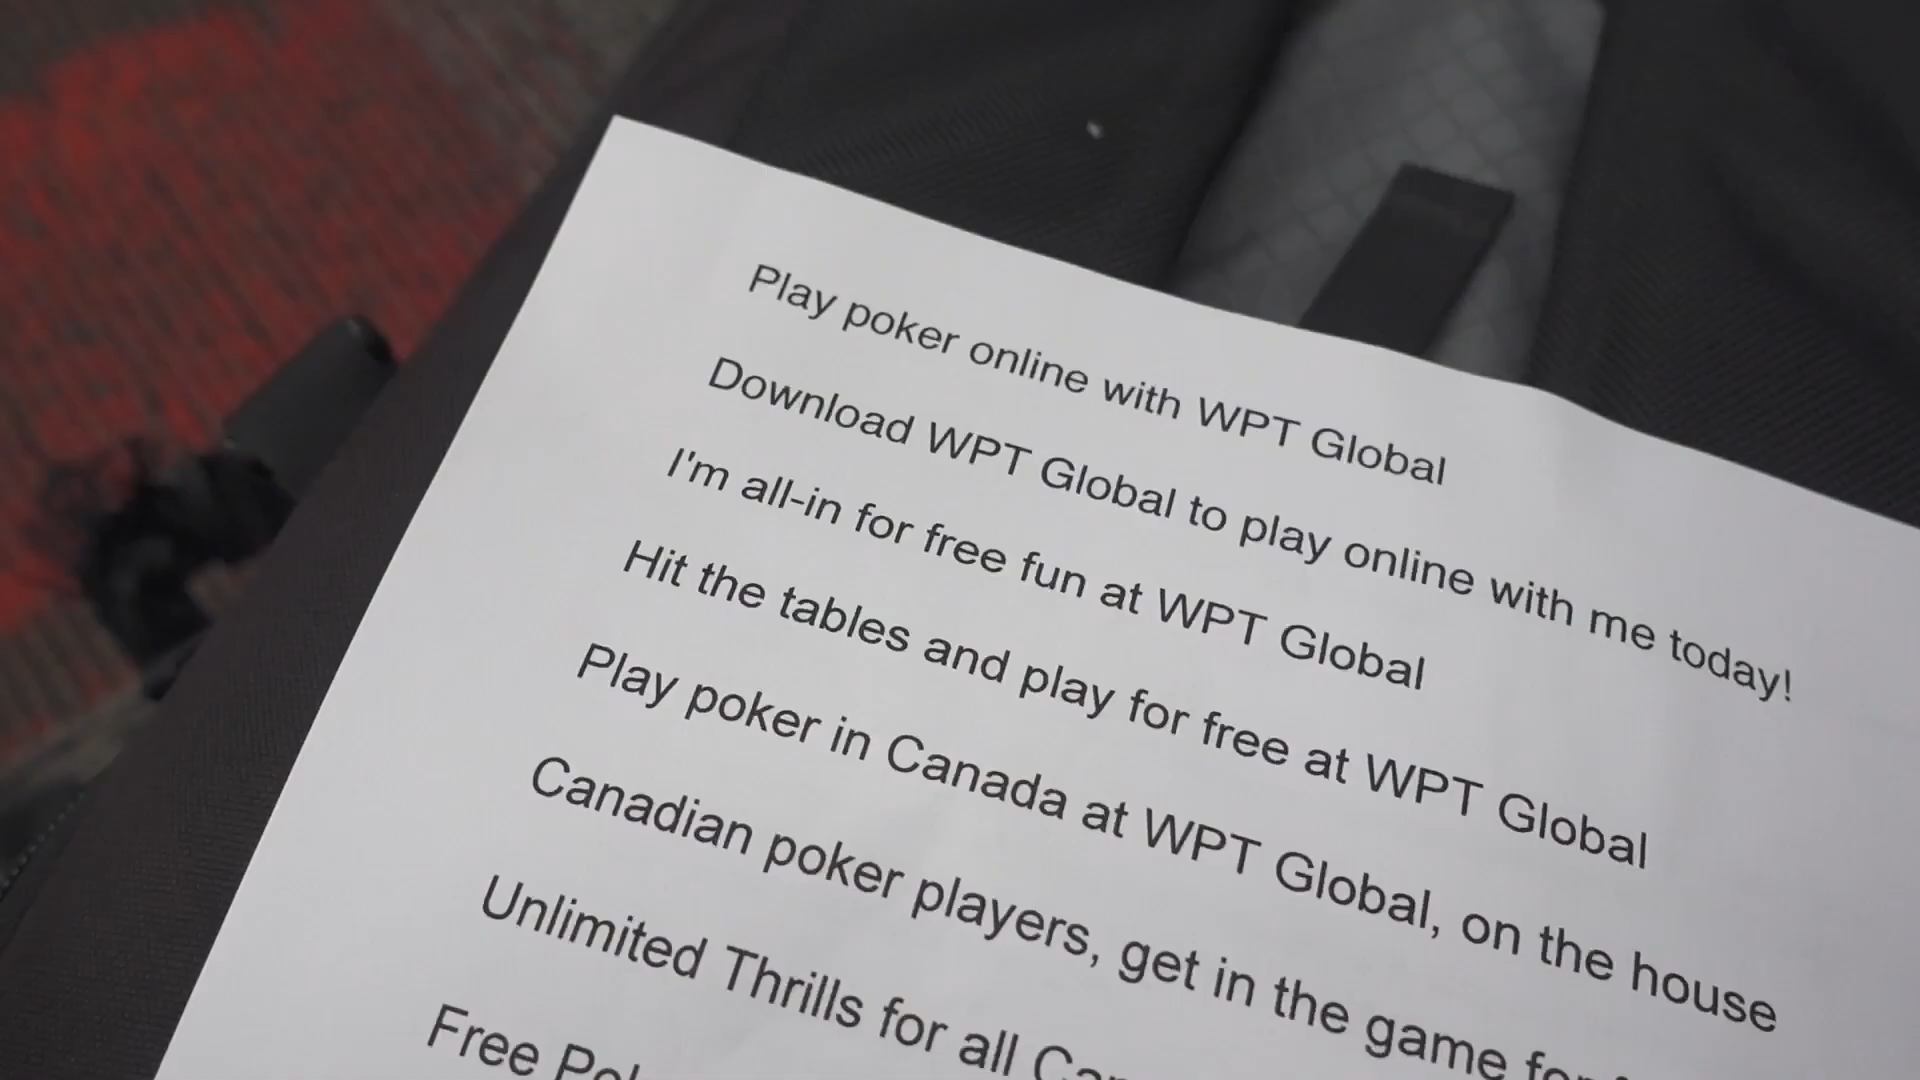 Play poker online with WPT Global
Download WPT Global to play online with me today!
I'm all-in for free fun at WPT Global
Hit the tables and play for free at WPT Global
Play poker in Canada at WPT Global, on the house
Canadian poker players, get in the game for
Unlimited Thrills for all
Free